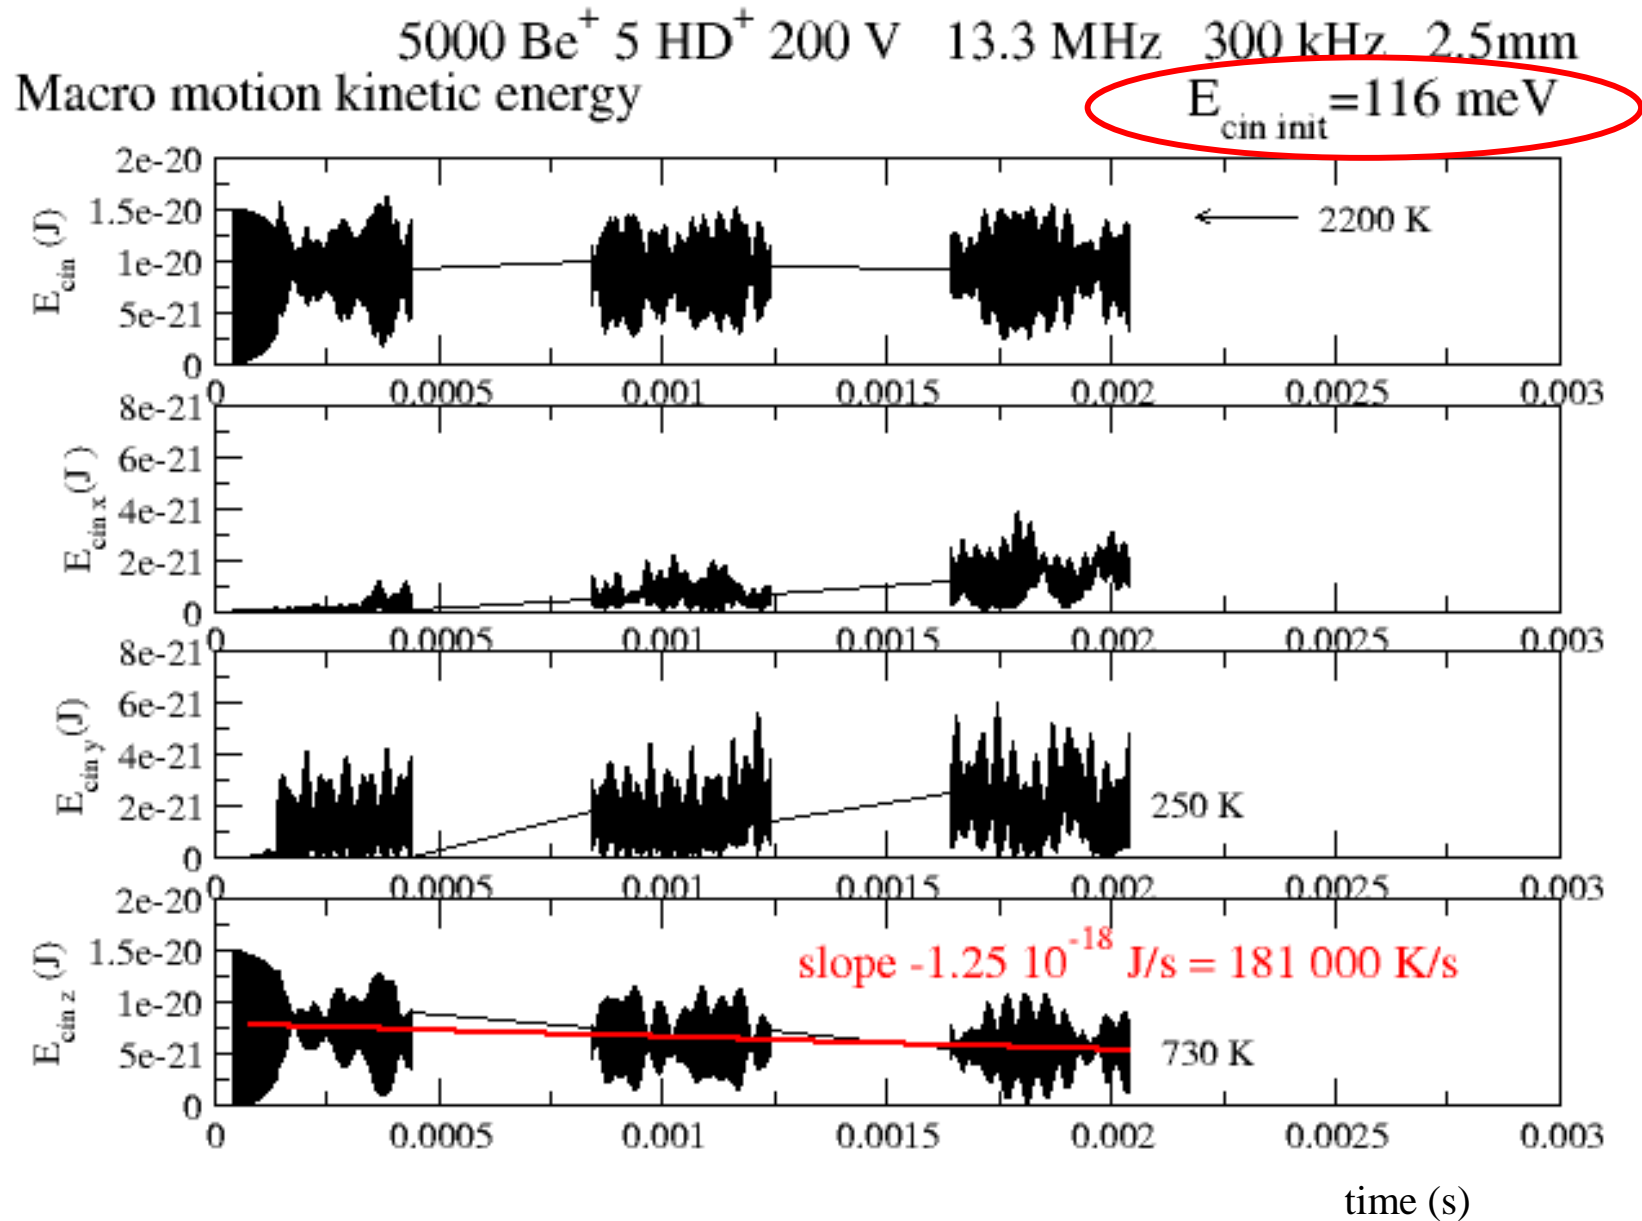 5000 Be+ 5 HD+ 200 V 13.3 MHz 300 kHz 2.5mm
Macro motion kinetic energy
E cin init=116 meV
2e-20
1.5e-20
1e-20
5e-21
0
E cin (J)
2200 K
0 0.0005 0.001 0.0015 0.002 0.0025 0.003
8e-21
6e-21
4e-21
2e-21
0
E cin x (J)
0 0.0005 0.001 0.0015 0.002 0.0025 0.003
8e-21
6e-21
4e-21
2e-21
0
E cin y (J)
250 K
0 0.0005 0.001 0.0015 0.002 0.0025 0.003
2e-20
1.5e-20
1e-20
5e-21
0
E cin z (J)
slope -1.25 10-18 J/s = 181 000 K/s
730 K
0 0.0005 0.001 0.0015 0.002 0.0025 0.003
time (s)